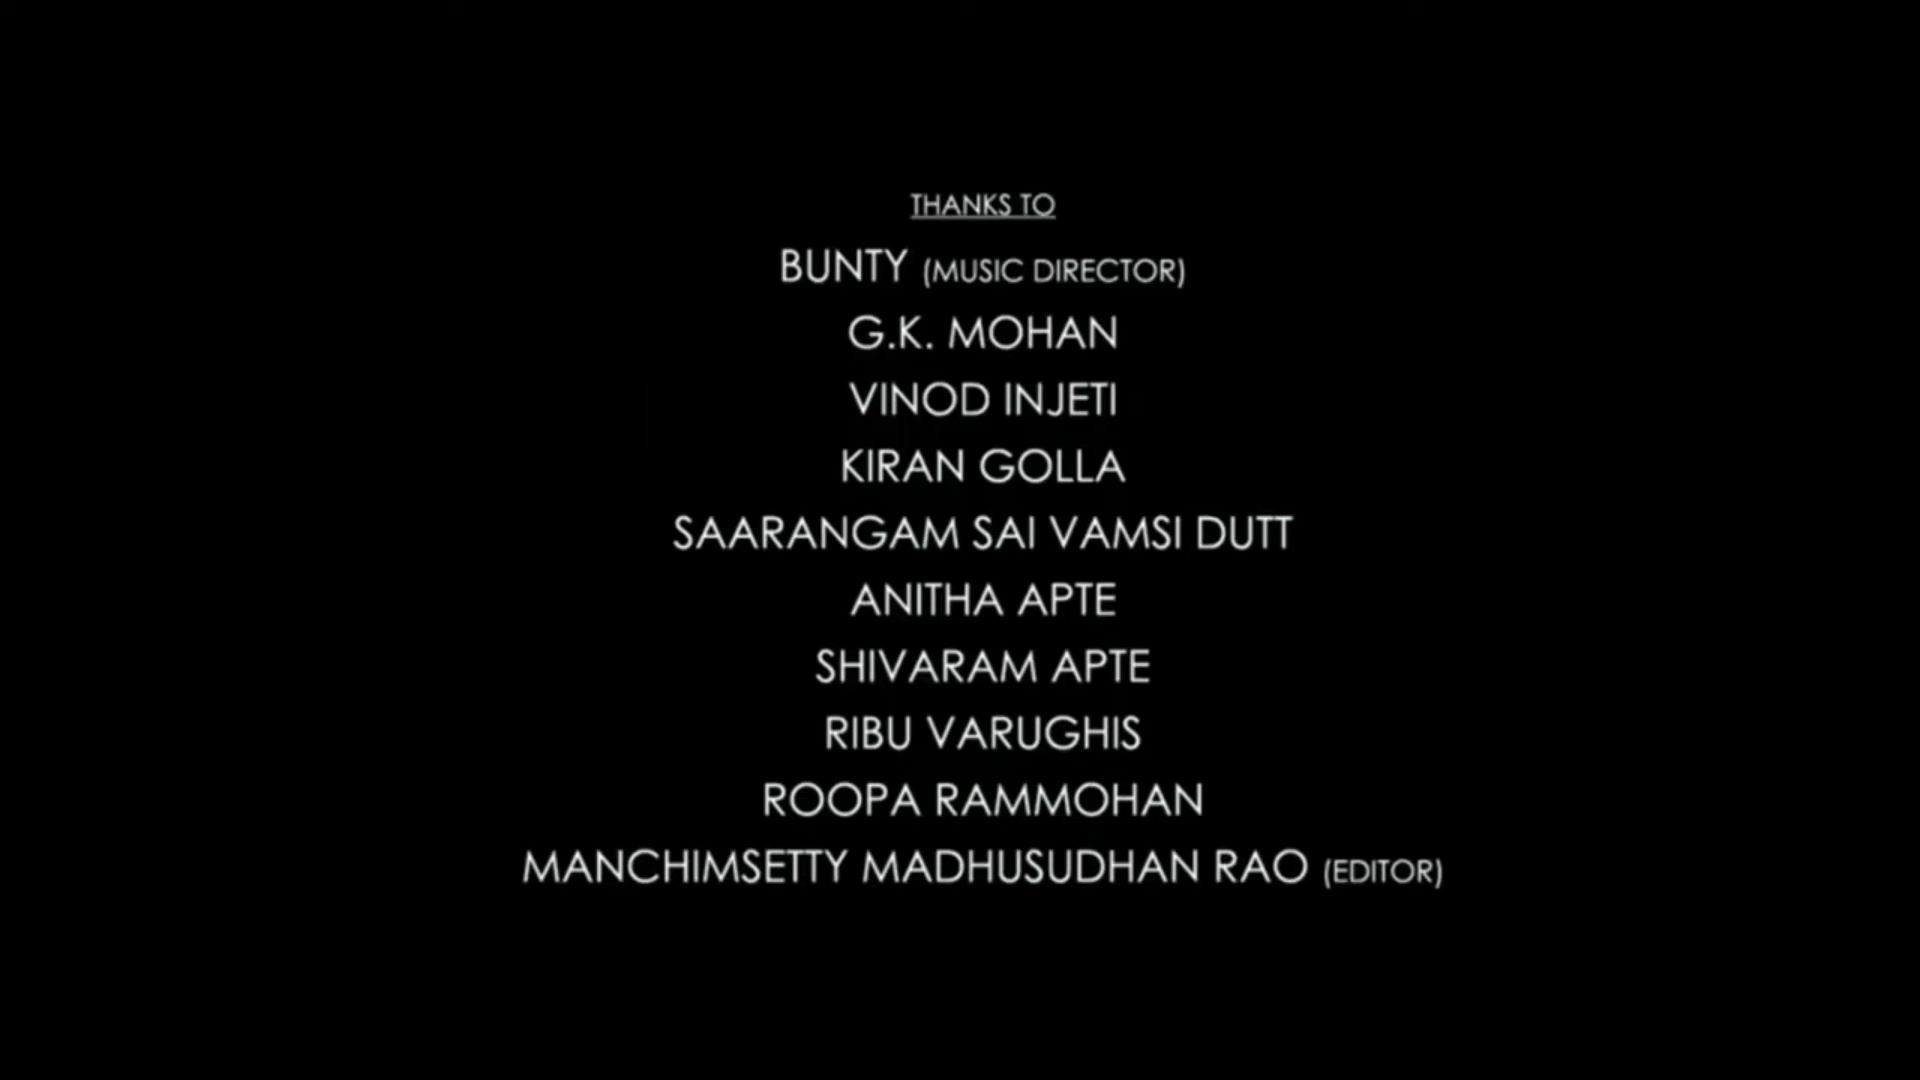 THANKS TO
BUNTY (MUSIC DIRECTOR)
G.K. MOHAN
VINOD INJETI
KIRAN GOLLA
SAARANGAM SAI VAMSI DUTT
ANITHA APTE
SHIVARAM APTE
RIBU VARUGHIS
ROOPA RAMMOHAN
MANCHIMSETTY MADHUSUDHAN RAO (EDITOR)